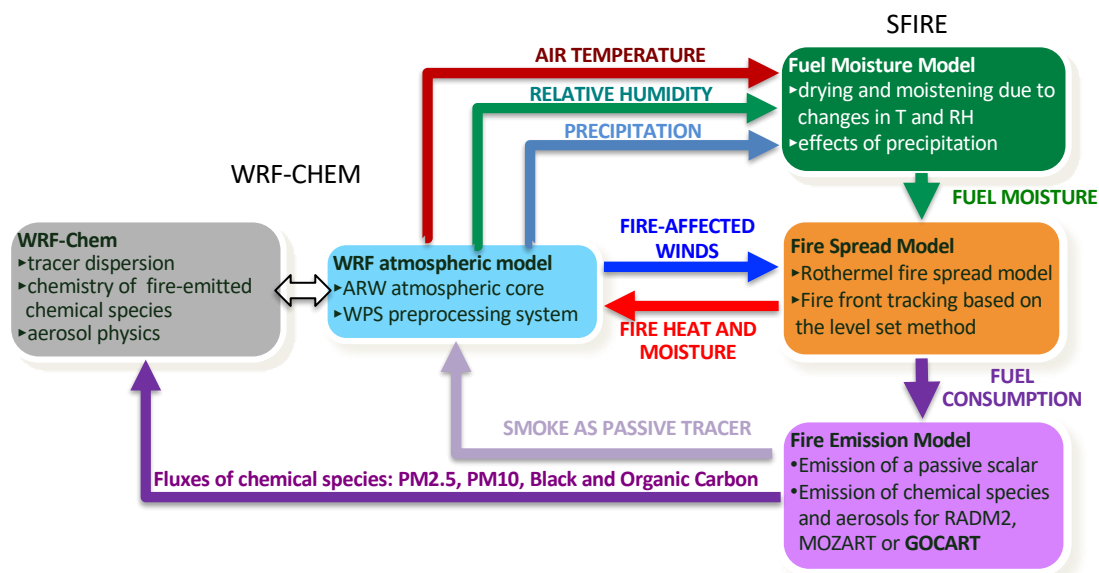 SFIRE
AIR TEMPERATURE
RELATIVE HUMIDITY
PRECIPITATION
Fuel Moisture Model
▸drying and moistening due to
changes in T and RH
▸effects of precipitation
WRF-CHEM
FUEL MOISTURE
WRF-Chem
▸tracer dispersion
▸chemistry of fire-emitted
chemical species
▸aerosol physics
WRF atmospheric model
▸ARW atmospheric core
▸WPS preprocessing system
FIRE-AFFECTED
WINDS
FIRE HEAT AND
MOISTURE
Fire Spread Model
▸Rothermel fire spread model
▸Fire front tracking based on
the level set method
FUEL
CONSUMPTION
SMOKE AS PASSIVE TRACER
Fluxes of chemical species: PM2.5, PM10, Black and Organic Carbon
Fire Emission Model
•Emission of a passive scalar
•Emission of chemical species
and aerosols for RADM2,
MOZART or GOCART